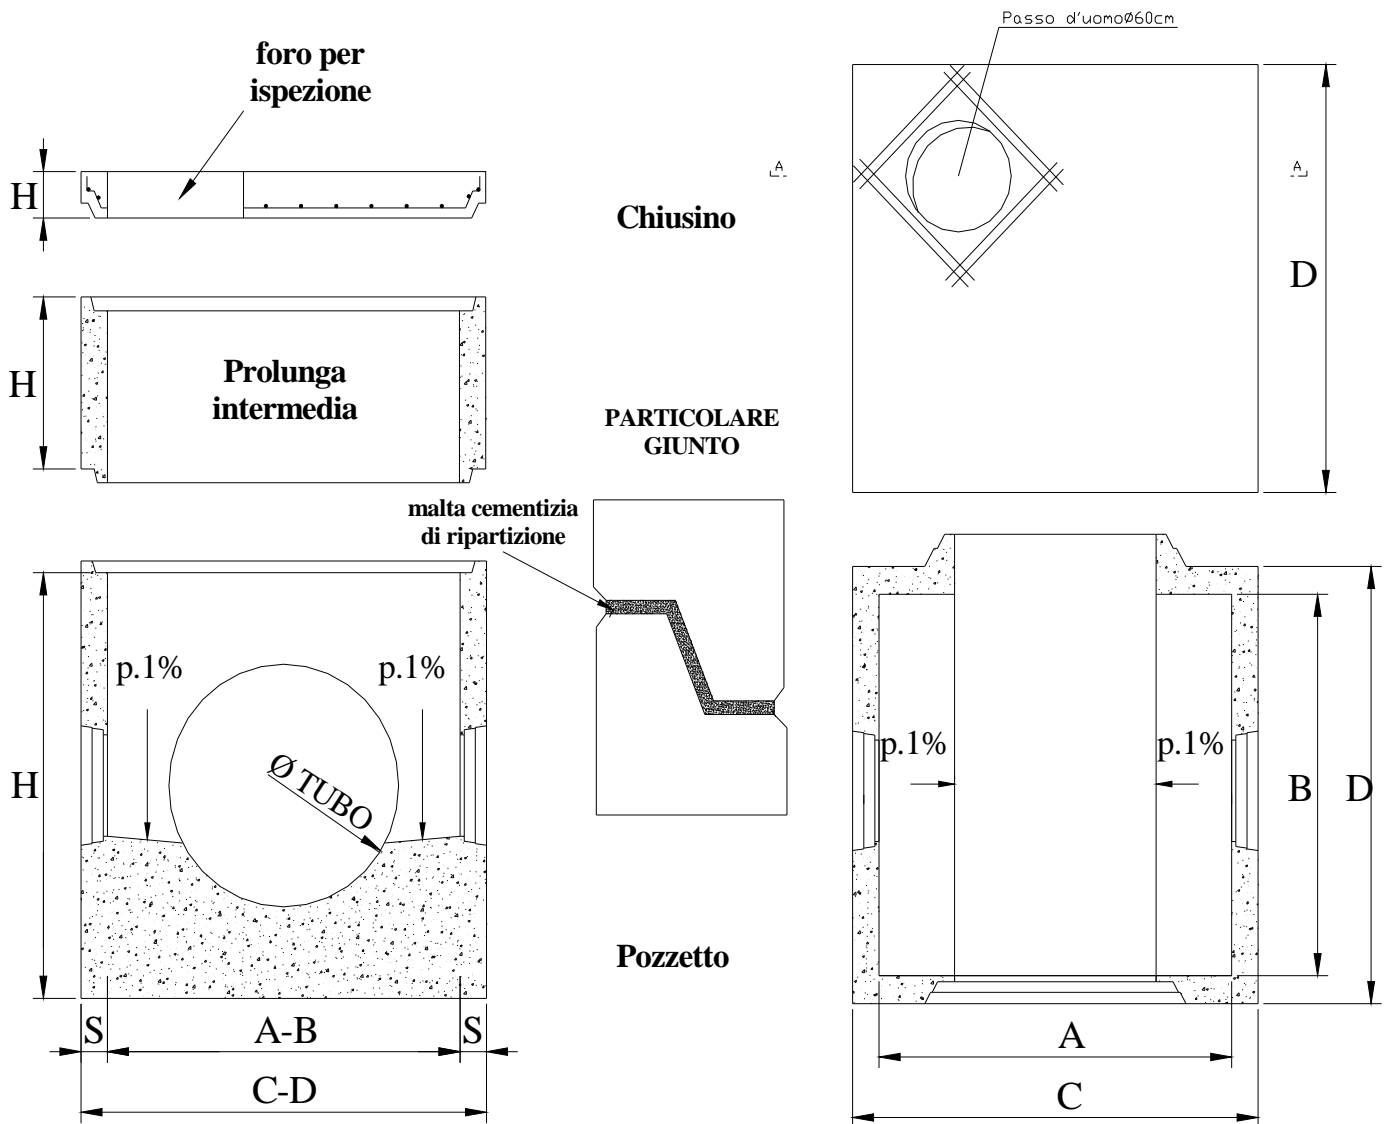 Passo d'uomoØ60cm
foro per
ispezione
H
A
A
Chiusino
D
H
Prolunga
intermedia
PARTICOLARE
GIUNTO
malta cementizia
di ripartizione
p.1%
p.1%
Ø TUBO
H
p.1%
p.1%
B
D
Pozzetto
S
A-B
S
A
C-D
C